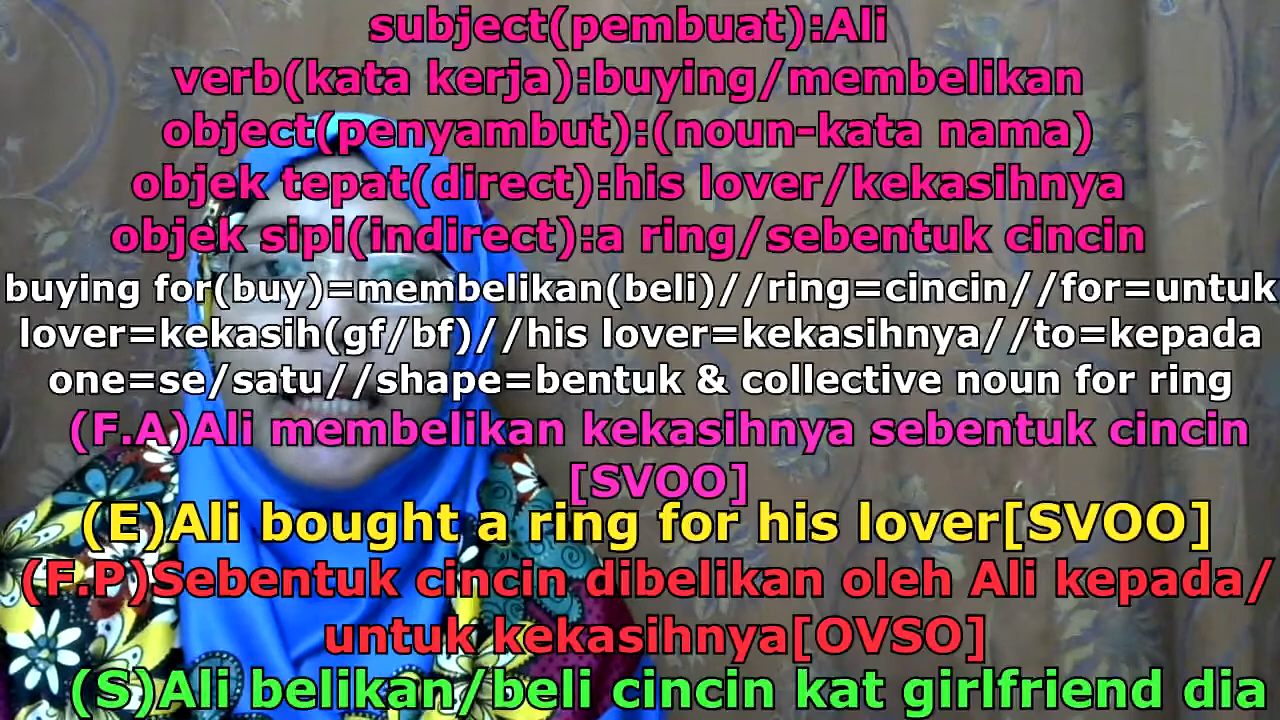 subject(pembuat):Ali
verb(kata kerja):buying/membelikan
object(penyambut):(noun-kata nama)
objek tepat(direct):his lover/kekasihnya
objek sipi(indirect):a ring/sebentuk cincin
buying for(buy)=membelikan(beli)//ring=cincin//for=untuk
lover=kekasih(gf/bf)//his lover=kekasihnya//to=kepada
one=se/satu//shape=bentuk & collective noun for ring
(F.A)Ali membelikan kekasihnya sebentuk cincin
[SVOO]
(E)Ali bought a ring for his lover[SVOO]
(F.P)Sebentuk cincin dibelikan oleh Ali kepada/
untuk kekasihnya[OVSO]
(S)Ali belikan/beli cincin kat girlfriend dia